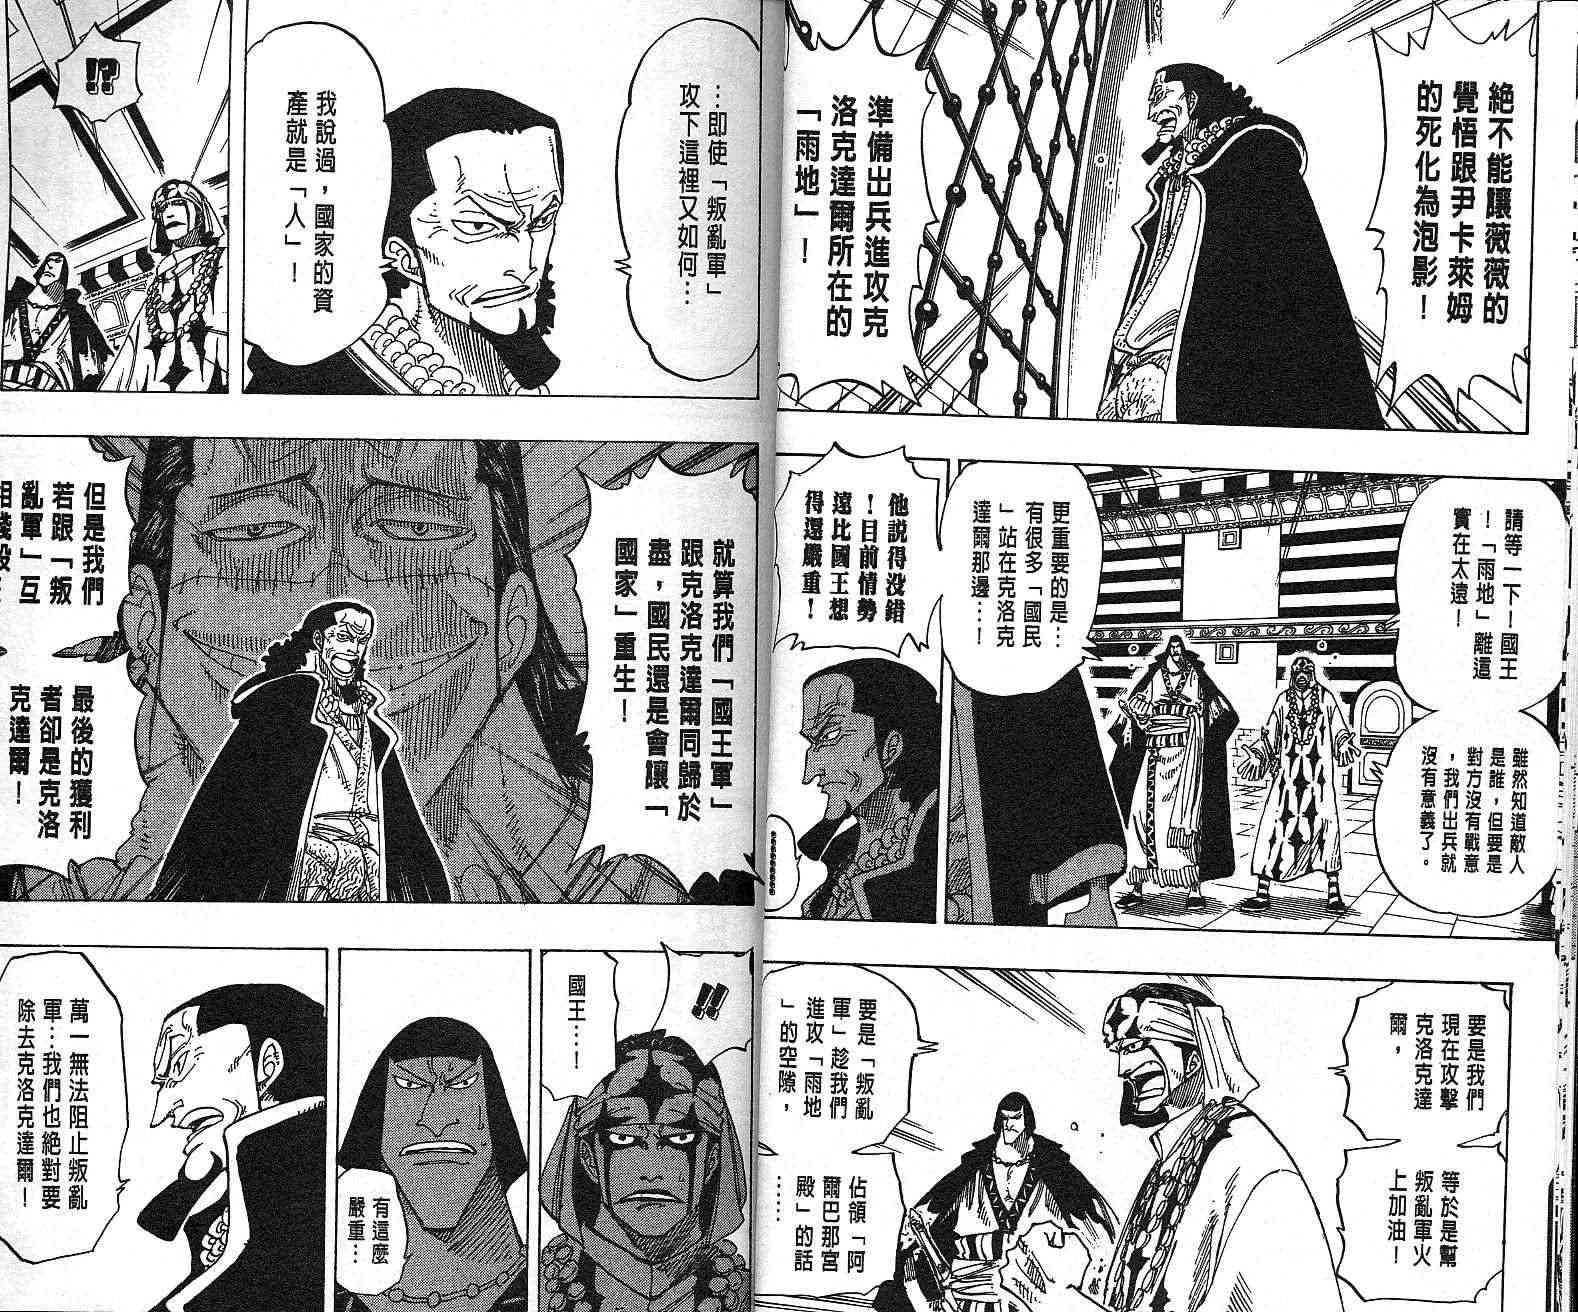 絕不能讓薇薇的
覺悟跟尹卡萊姆
的死化為泡影！
準備出兵進攻克
洛克達爾所在的
「雨地」！
請等一下！國王
！「雨地」離這
實在太遠！
雖然知道敵人
是誰，但要是
對方沒有戰意
，我們出兵就
沒有意義了。
更重要的是…
有很多「國民
」站在克洛克
達爾那邊…！
他說得沒錯
！目前情勢
遠比國王想
得還嚴重！
………
要是我們
現在攻擊
克洛克達
爾，
等於是幫
叛亂軍火
上加油！
要是「叛亂
軍」趁我們
進攻「雨地
」的空隙，
佔領「阿
爾巴那宮
殿」的話
……
…即使「叛亂軍」
攻下這裡又如何…
我說過，國家的資
產就是「人」！
!?
就算我們「國王軍」
跟克洛克達爾同歸於
盡，國民還是會讓「
國家」重生！
但是我們
若跟「叛
亂軍」互
相殘殺…
最後的獲利
者卻是克洛
克達爾！
!!
國王…！
有這麼
嚴重…
萬一無法阻止叛亂
軍…我們也絕對要
除去克洛克達爾！